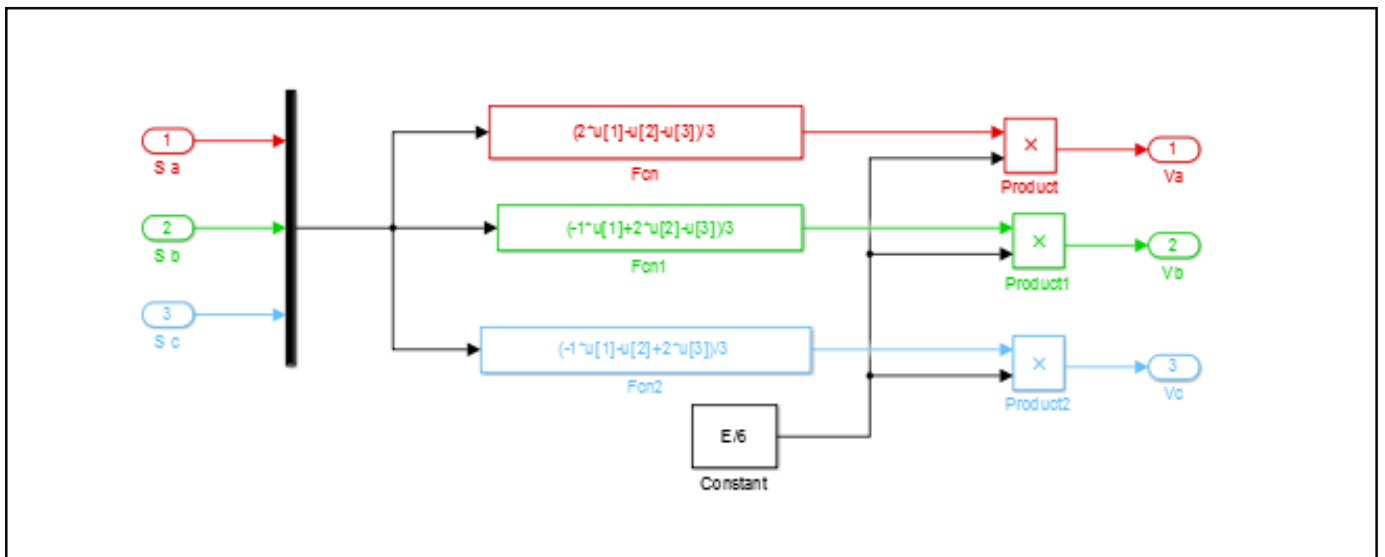 1
S a
2
S b
3
S c
(2*u[1]-u[2]-u[3])/3
Fcn
(-1*u[1]+2*u[2]-u[3])/3
Fcn1
(-1*u[1]-u[2]+2*u[3])/3
Fcn2
E/6
Constant
×
Product
×
Product1
×
Product2
1
Va
2
Vb
3
Vc